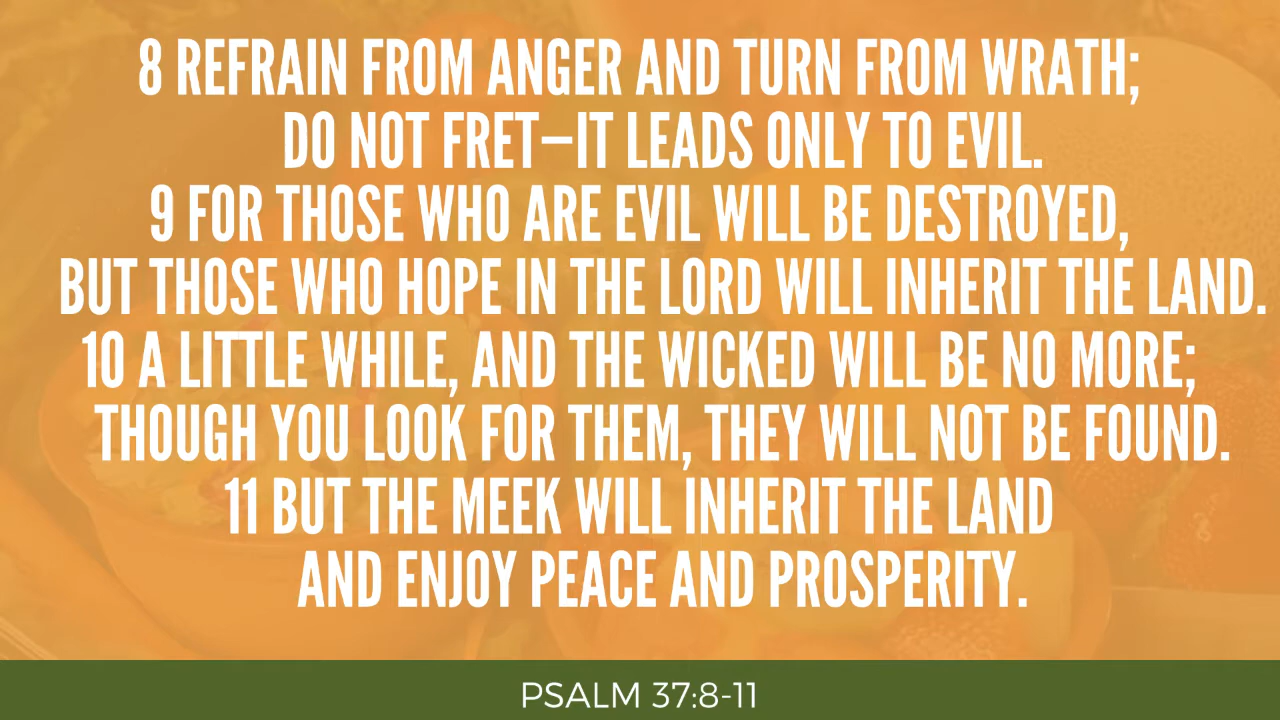 8 REFRAIN FROM ANGER AND TURN FROM WRATH;
DO NOT FRET—IT LEADS ONLY TO EVIL.
9 FOR THOSE WHO ARE EVIL WILL BE DESTROYED,
BUT THOSE WHO HOPE IN THE LORD WILL INHERIT THE LAND.
10 A LITTLE WHILE, AND THE WICKED WILL BE NO MORE;
THOUGH YOU LOOK FOR THEM, THEY WILL NOT BE FOUND.
11 BUT THE MEEK WILL INHERIT THE LAND
AND ENJOY PEACE AND PROSPERITY.
PSALM 37:8-11